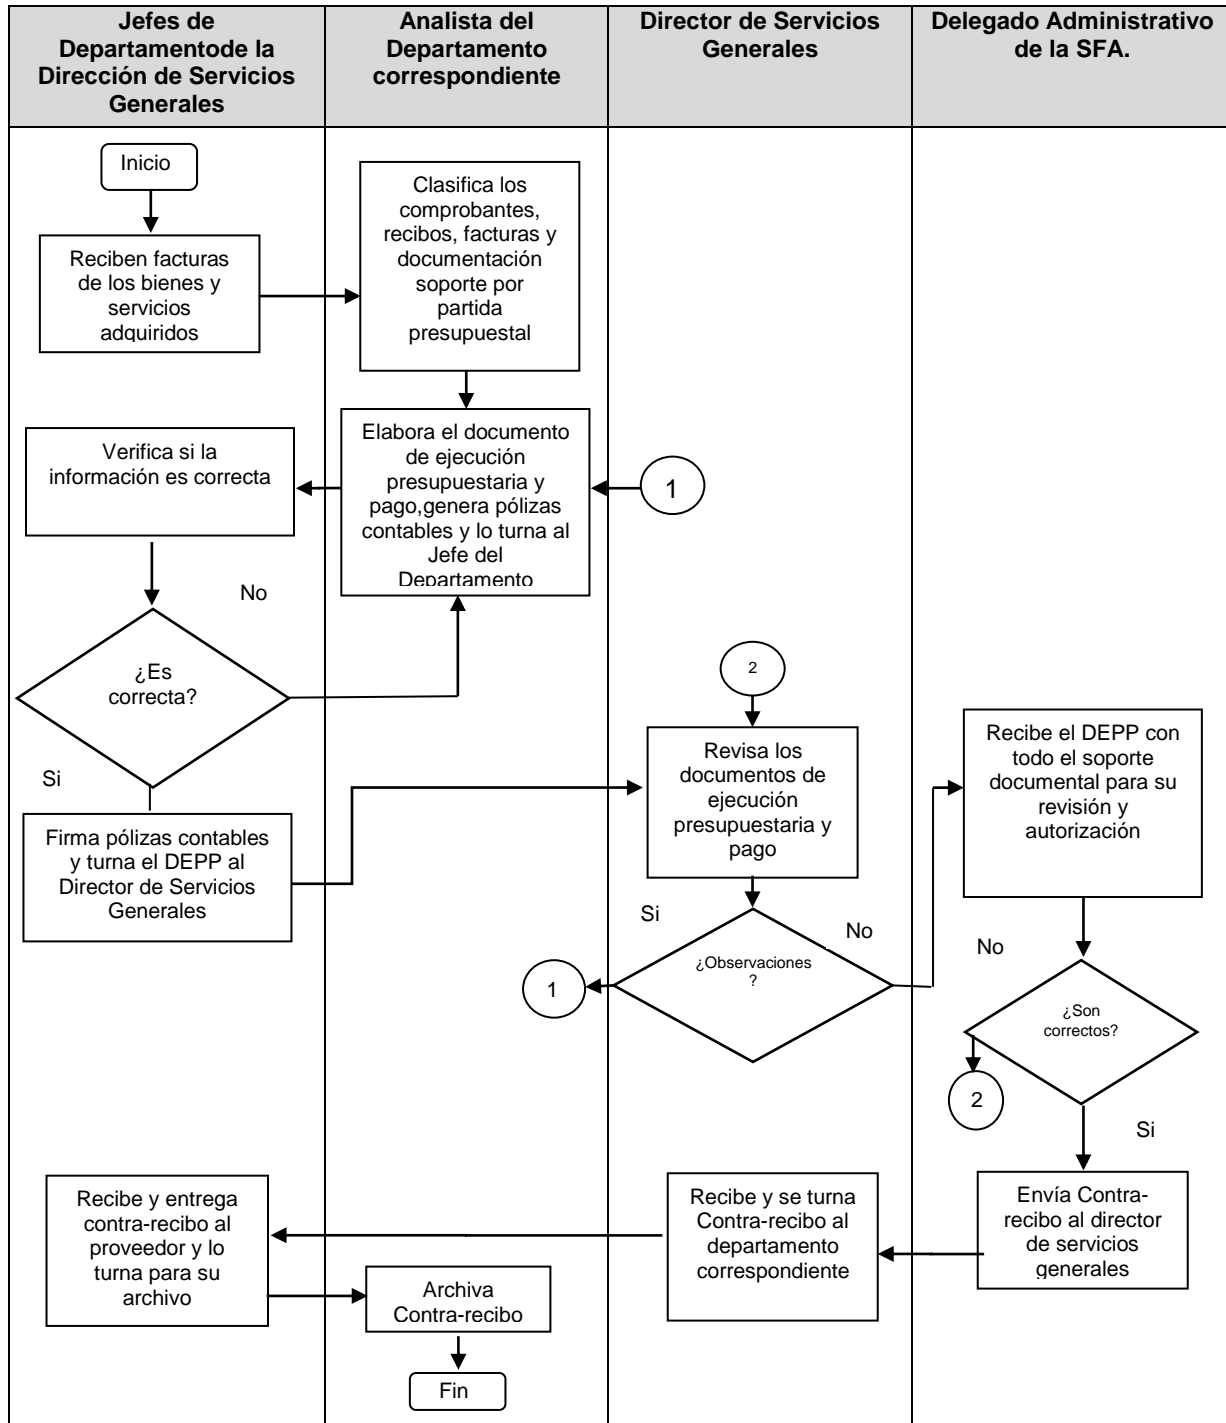 Jefes de
Departamentode la
Dirección de Servicios
Generales
Analista del
Departamento
correspondiente
Director de Servicios
Generales
Delegado Administrativo
de la SFA.
Inicio
Reciben facturas
de los bienes y
servicios
adquiridos
Clasifica los
comprobantes,
recibos, facturas y
documentación
soporte por
partida
presupuestal
Elabora el documento
de ejecución
presupuestaria y
pago,genera pólizas
contables y lo turna al
Jefe del
Departamento
1
Verifica si la
información es correcta
No
¿Es
correcta?
Si
Firma pólizas contables
y turna el DEPP al
Director de Servicios
Generales
2
Revisa los
documentos de
ejecución
presupuestaria y
pago
Si
No
¿Observaciones
?
1
Recibe el DEPP con
todo el soporte
documental para su
revisión y
autorización
No
¿Son
correctos?
2
Si
Envía Contra-
recibo al director
de servicios
generales
Recibe y se turna
Contra-recibo al
departamento
correspondiente
Recibe y entrega
contra-recibo al
proveedor y lo
turna para su
archivo
Archiva
Contra-recibo
Fin